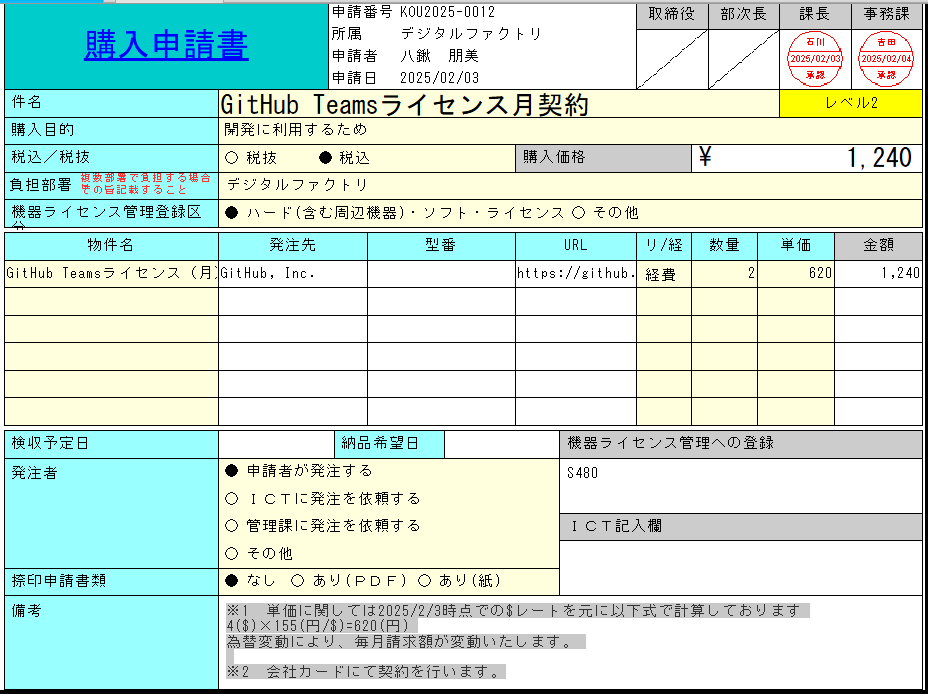 購入申請書
申請番号 KOU2025-0012
所属 デジタルファクトリ
申請者 八鍬 朋美
申請日 2025/02/03
取締役 部次長 課長 事務課
石川 2025/02/03 承認
吉田 2025/02/04 承認
件名 GitHub Teamsライセンス月契約 レベル2
購入目的 開発に利用するため
税込／税抜 ○ 税抜 ● 税込 購入価格 ¥ 1,240
負担部署 複数部署で負担する場合
その旨記載すること
デジタルファクトリ
機器ライセンス管理登録区
分
● ハード(含む周辺機器)・ソフト・ライセンス ○ その他
物件名 発注先 型番 URL リ/経 数量 単価 金額
GitHub Teamsライセンス（月) GitHub, Inc. https://github. 経費 2 620 1,240
検収予定日 納品希望日 機器ライセンス管理への登録
発注者 ● 申請者が発注する S480
○ ＩＣＴに発注を依頼する
○ 管理課に発注を依頼する ＩＣＴ記入欄
○ その他
捺印申請書類 ● なし ○ あり(ＰＤＦ) ○ あり(紙)
備考
※1 単価に関しては2025/2/3時点での$レートを元に以下式で計算しております
4($)×155(円/$)=620(円)
為替変動により、毎月請求額が変動いたします。
※2 会社カードにて契約を行います。